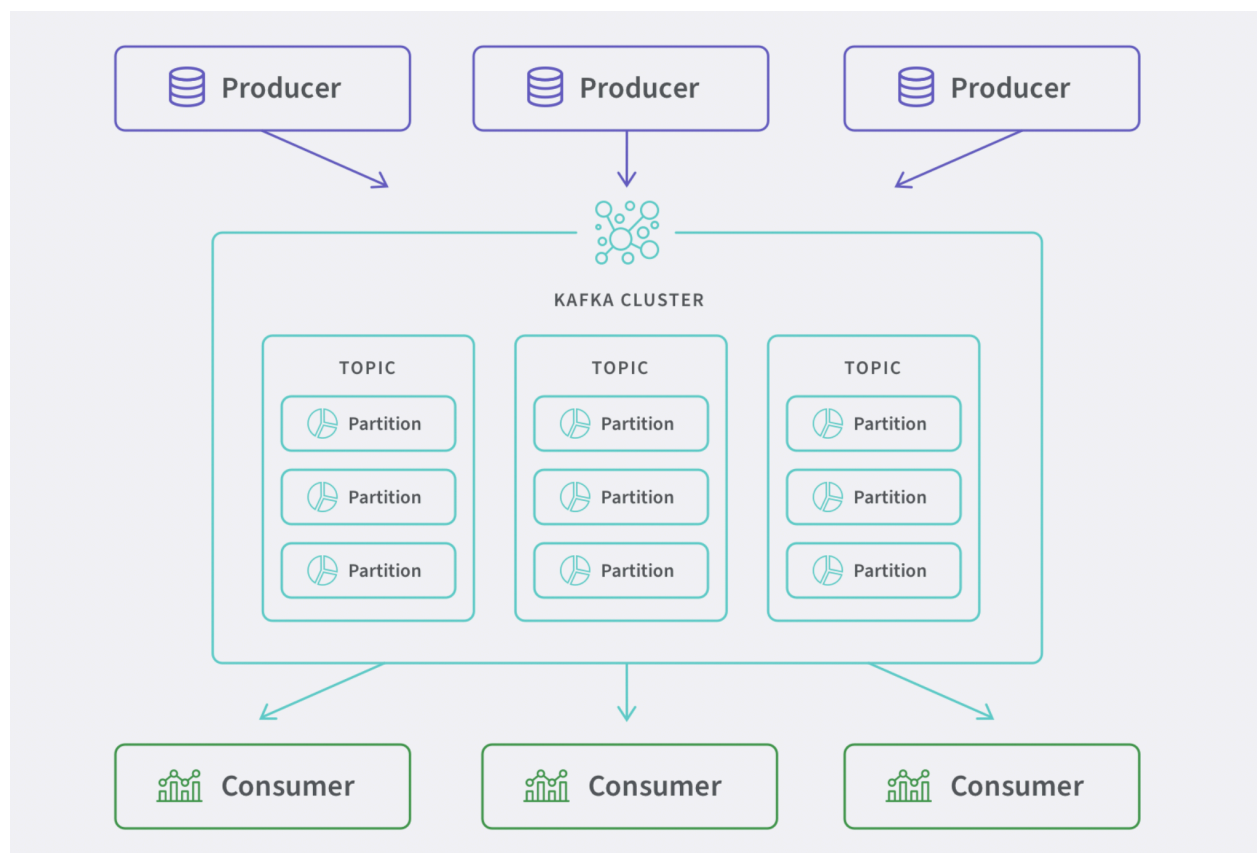 Producer
Producer
Producer
KAFKA CLUSTER
TOPIC
Partition
Partition
Partition
TOPIC
Partition
Partition
Partition
TOPIC
Partition
Partition
Partition
Consumer
Consumer
Consumer